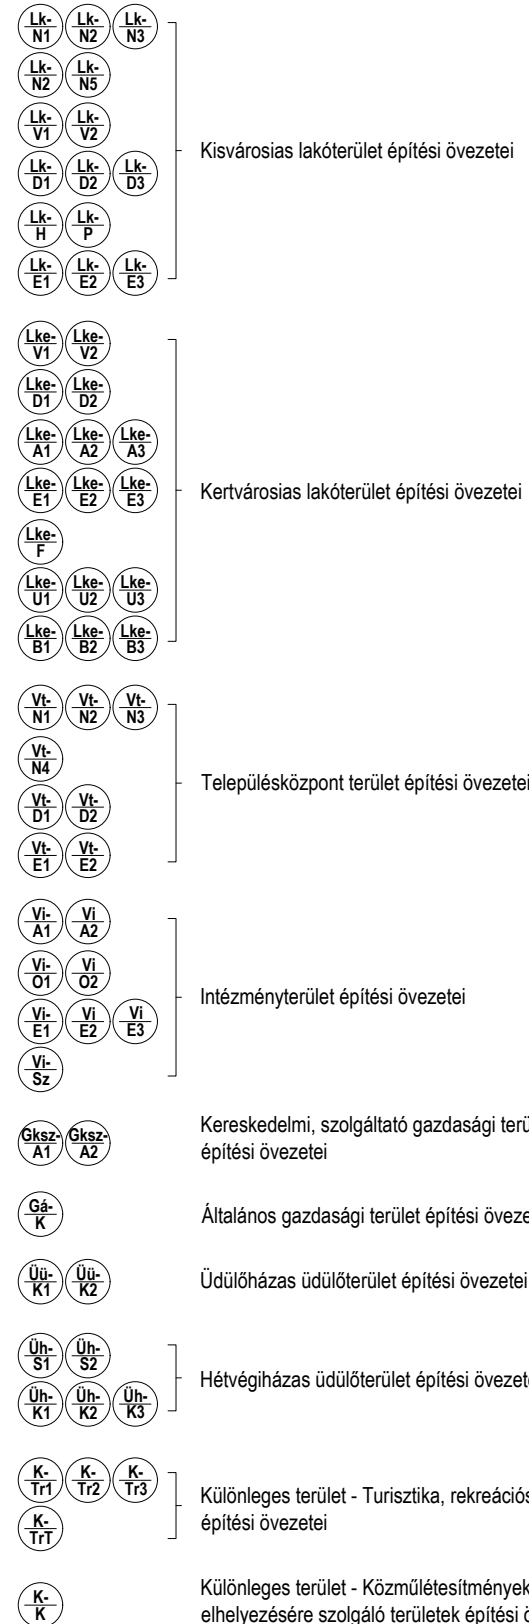 Lk- Lk- Lk-
N1 N2 N3
Lk- Lk-
N2 N5
Lk- Lk-
V1 V2
Lk- Lk- Lk-
D1 D2 D3
Lk- Lk-
H P
Lk- Lk- Lk-
E1 E2 E3
Kisvárosias lakóterület építési övezetei
Lke- Lke-
V1 V2
Lke- Lke-
D1 D2
Lke- Lke- Lke-
A1 A2 A3
Lke- Lke- Lke-
E1 E2 E3
Lke-
F
Lke- Lke- Lke-
U1 U2 U3
Lke- Lke- Lke-
B1 B2 B3
Kertvárosias lakóterület építési övezetei
Vt- Vt- Vt-
N1 N2 N3
Vt-
N4
Vt- Vt-
D1 D2
Vt- Vt-
E1 E2
Településközpont terület építési övezetei
Vi- Vi
A1 A2
Vi- Vi
O1 O2
Vi- Vi Vi
E1 E2 E3
Vi-
Sz
Intézményterület építési övezetei
Gksz- Gksz-
A1 A2
Kereskedelmi, szolgáltató gazdasági
építési övezetei
Gá-
K
Általános gazdasági terület építési
Üü- Üü-
K1 K2
Üdülőházas üdülőterület építési övezetei
Üh- Üh-
S1 S2
Üh- Üh- Üh-
K1 K2 K3
Hétvégiházas üdülőterület építési
K- K- K-
Tr1 Tr2 Tr3
K-
TrT
Különleges terület - Turisztika, rekreációs
építési övezetei
K-
K
Különleges terület - Közműlétesítmények
elhelyezésére szolgáló területek építési